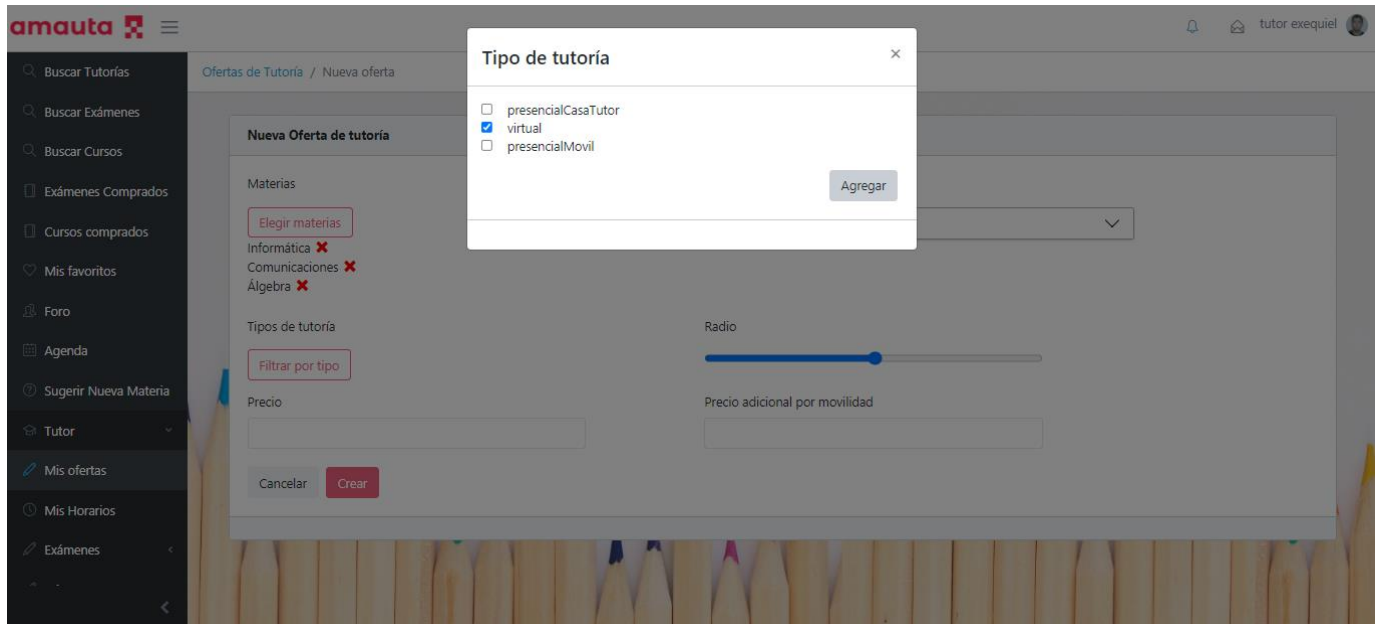 amauta
tutor exequiel
Buscar Tutorías
Buscar Exámenes
Buscar Cursos
Exámenes Comprados
Cursos comprados
Mis favoritos
Foro
Agenda
Sugerir Nueva Materia
Tutor
Mis ofertas
Mis Horarios
Exámenes
Ofertas de Tutoría / Nueva oferta
Tipo de tutoría ×
presencialCasaTutor
virtual
presencialMovil
Agregar
Nueva Oferta de tutoría
Materias
Elegir materias
Informática
Comunicaciones
Álgebra
Tipos de tutoría
Radio
Filtrar por tipo
Precio
Precio adicional por movilidad
Cancelar
Crear